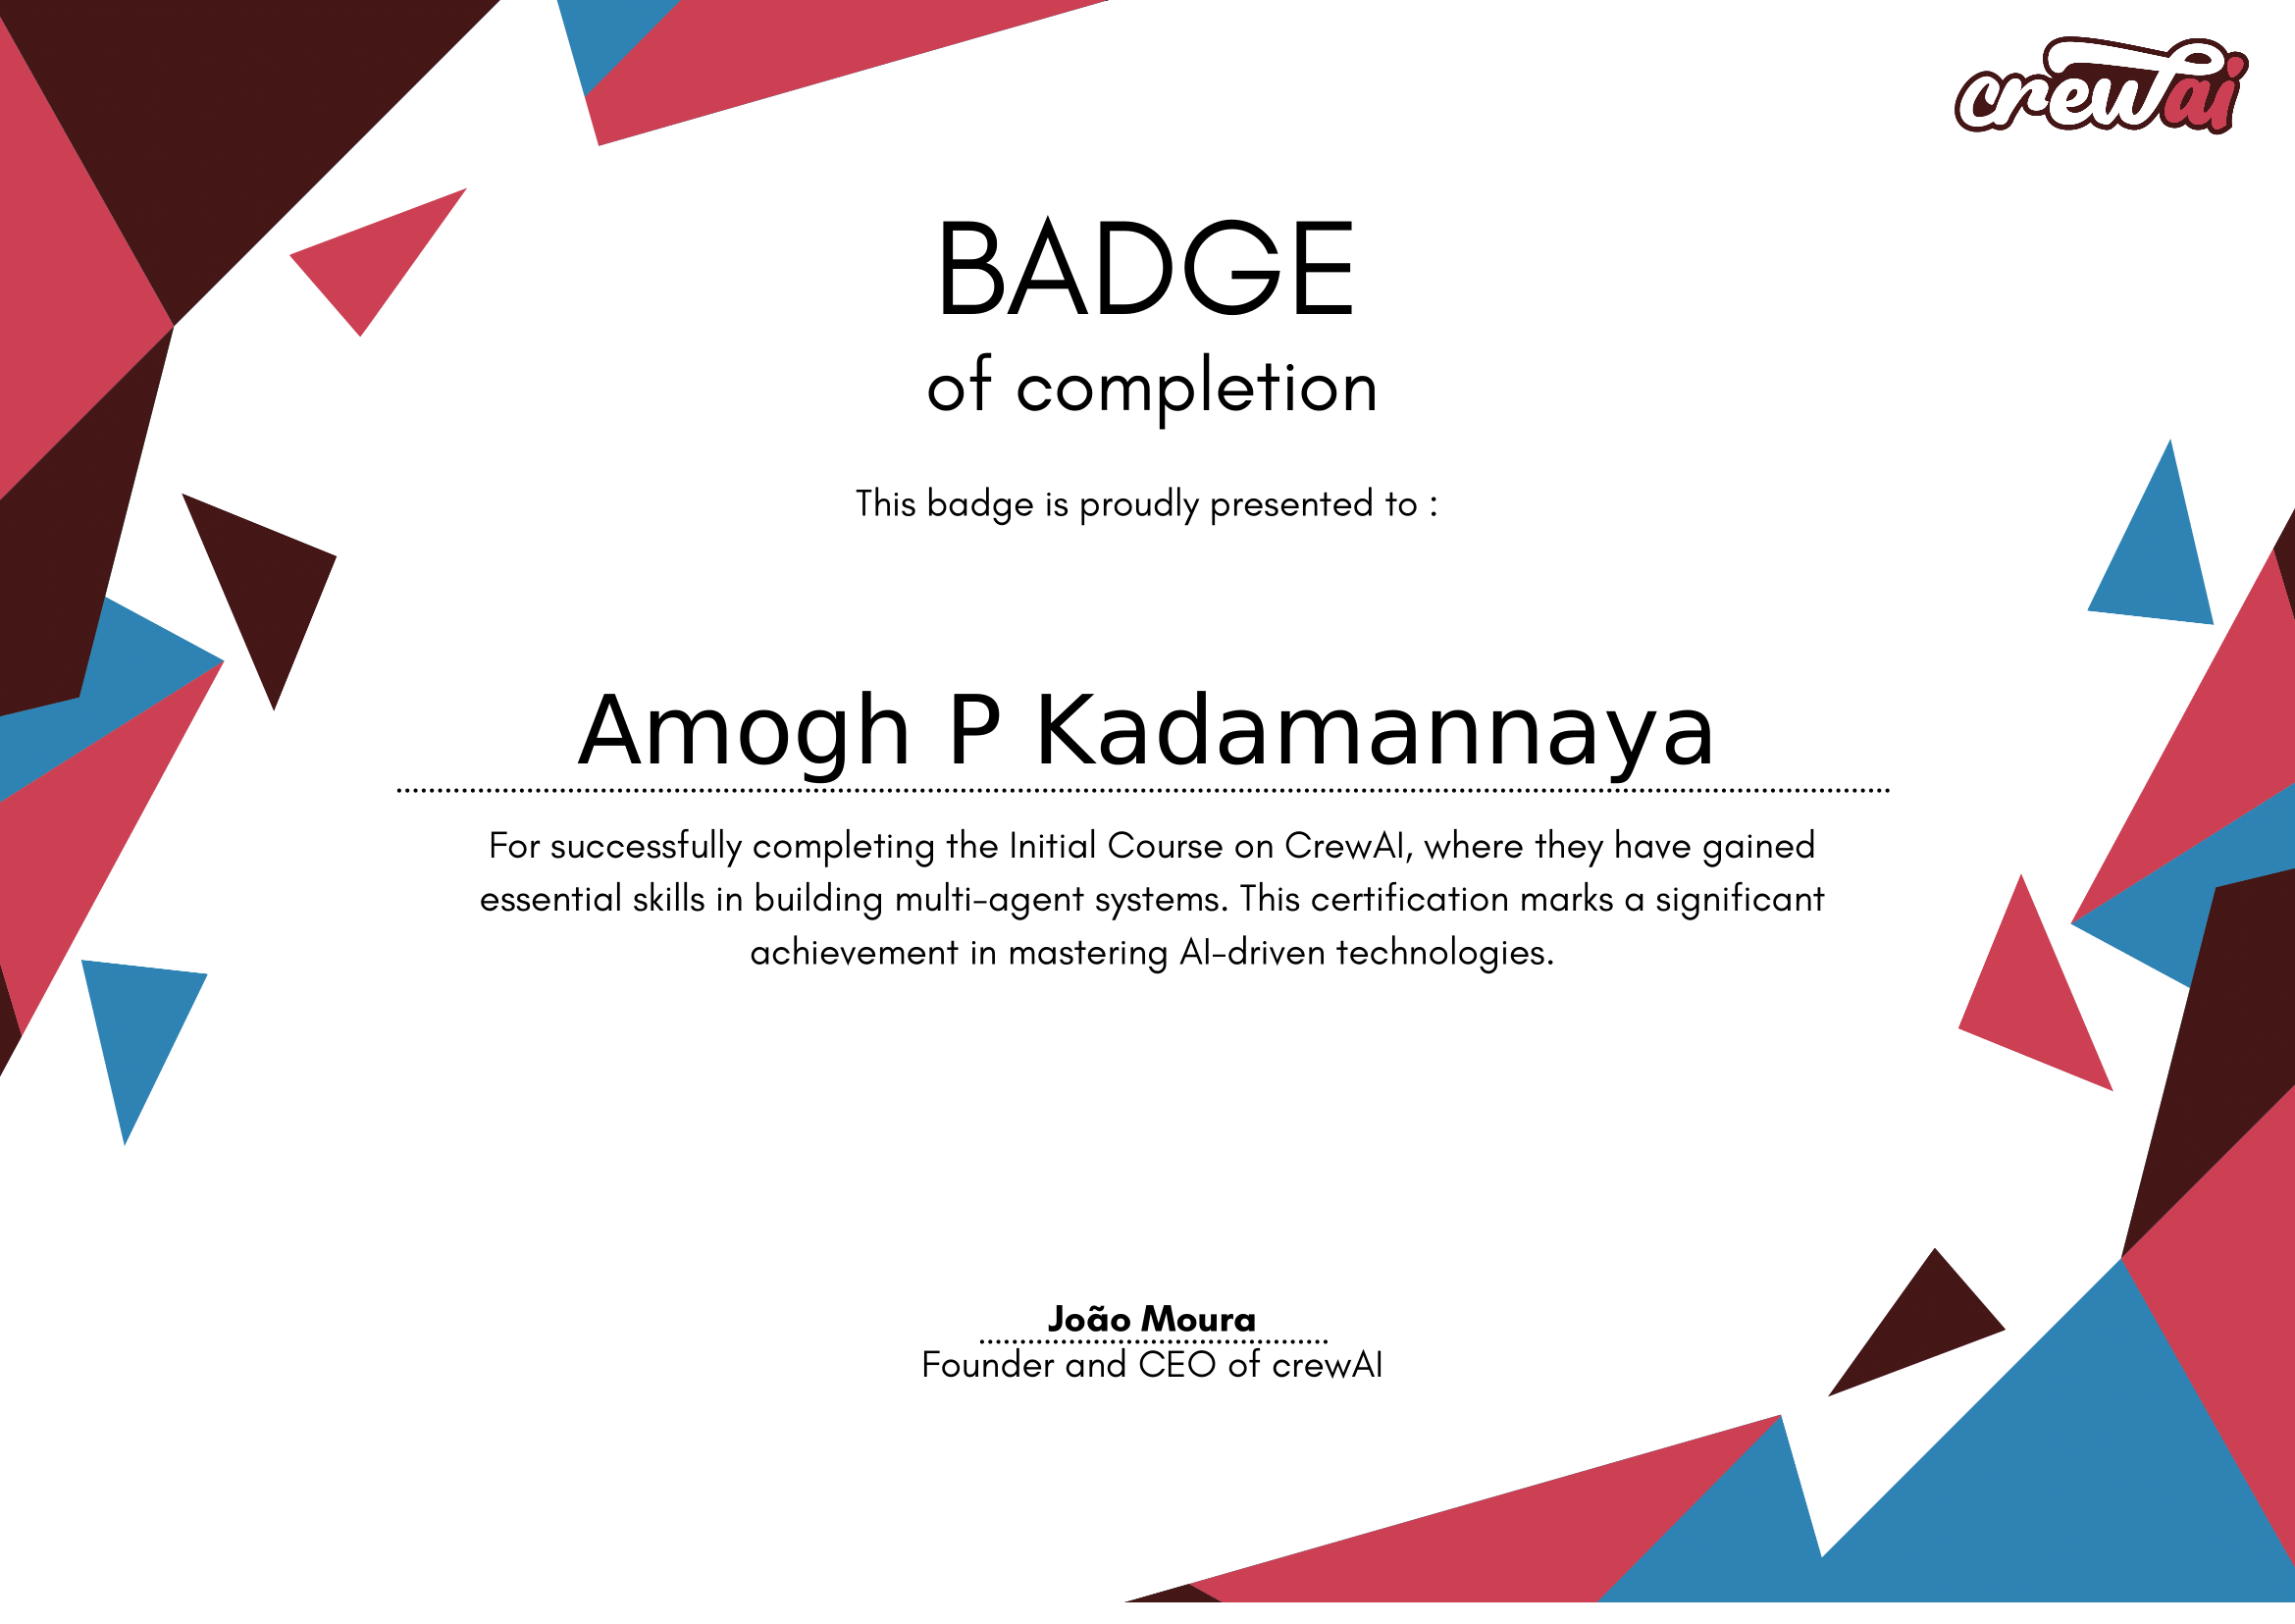 crewai
BADGE
of completion
This badge is proudly presented to :
Amogh P Kadamannaya
For successfully completing the Initial Course on CrewAI, where they have gained
essential skills in building multi-agent systems. This certification marks a significant
achievement in mastering AI-driven technologies.
João Moura
Founder and CEO of crewAI